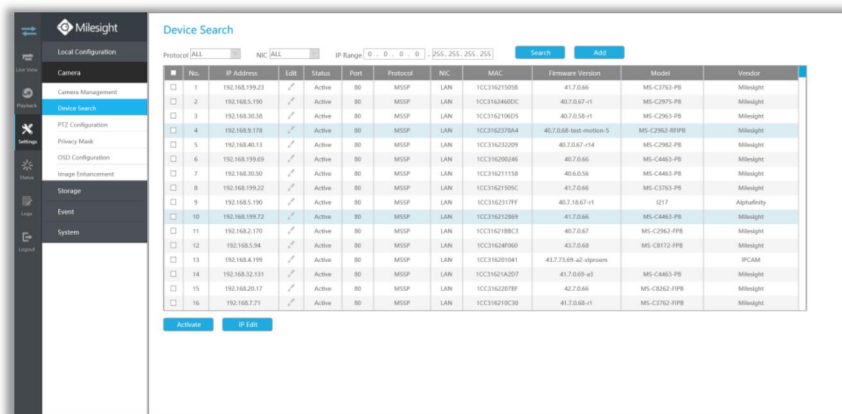 Milesight
Device Search
Local Configuration
Protocol ALL NIC ALL IP Range 0 . 0 . 0 . 0 - 255. 255. 255. 255 Search Add
Live View
Camera
Camera Management
Playback
Device Search
PTZ Configuration
Settings
Privacy Mask
OSD Configuration
Status
Image Enhancement
Storage
Logs
Event
System
Logout
No. IP Address Edit Status Port Protocol NIC MAC Firmware Version Model Vendor
1 192.168.199.23 Active 80 MSSP LAN 1CC31621505B 41.7.0.66 MS-C3763-PB Milesight
2 192.168.5.190 Active 80 MSSP LAN 1CC3162460DC 40.7.0.67-r1 MS-C2975-PB Milesight
3 192.168.30.38 Active 80 MSSP LAN 1CC3162106D5 40.7.0.58-r1 MS-C2963-PB Milesight
4 192.168.9.178 Active 80 MSSP LAN 1CC3162378A4 40.7.0.68-test-motion-5 MS-C2962-RFIPB Milesight
5 192.168.40.13 Active 80 MSSP LAN 1CC316232209 40.7.0.67-r14 MS-C2982-PB Milesight
6 192.168.199.69 Active 80 MSSP LAN 1CC316200246 40.7.0.66 MS-C4463-PB Milesight
7 192.168.30.50 Active 80 MSSP LAN 1CC316211158 40.6.0.56 MS-C4463-PB Milesight
8 192.168.199.22 Active 80 MSSP LAN 1CC31621505C 41.7.0.66 MS-C3763-PB Milesight
9 192.168.5.190 Active 80 MSSP LAN 1CC3162317FF 40.7.18.67-r1 I217 Alphafinity
10 192.168.199.72 Active 80 MSSP LAN 1CC316212869 41.7.0.66 MS-C4463-PB Milesight
11 192.168.2.170 Active 80 MSSP LAN 1CC31621BBC3 40.7.0.67 MS-C2962-FPB Milesight
12 192.168.5.94 Active 80 MSSP LAN 1CC31624F060 43.7.0.68 MS-C8172-FPB Milesight
13 192.168.4.199 Active 80 MSSP LAN 1CC316201041 43.7.73.69-a2-vlproem IPCAM
14 192.168.32.131 Active 80 MSSP LAN 1CC31621A2D7 41.7.0.69-a3 MS-C4463-PB Milesight
15 192.168.20.17 Active 80 MSSP LAN 1CC3162207BF 42.7.0.66 MS-C8262-FIPB Milesight
16 192.168.7.71 Active 80 MSSP LAN 1CC316210C30 41.7.0.68-r1 MS-C3762-FIPB Milesight
Activate IP Edit